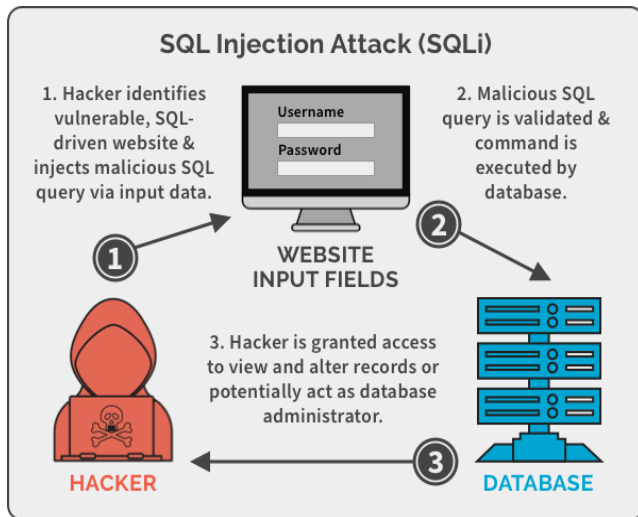 SQL Injection Attack (SQLi)
1. Hacker identifies
vulnerable, SQL-
driven website &
injects malicious SQL
query via input data.
Username
Password
2. Malicious SQL
query is validated &
command is
executed by
database.
1
2
WEBSITE
INPUT FIELDS
3. Hacker is granted access
to view and alter records or
potentially act as database
administrator.
3
HACKER
DATABASE